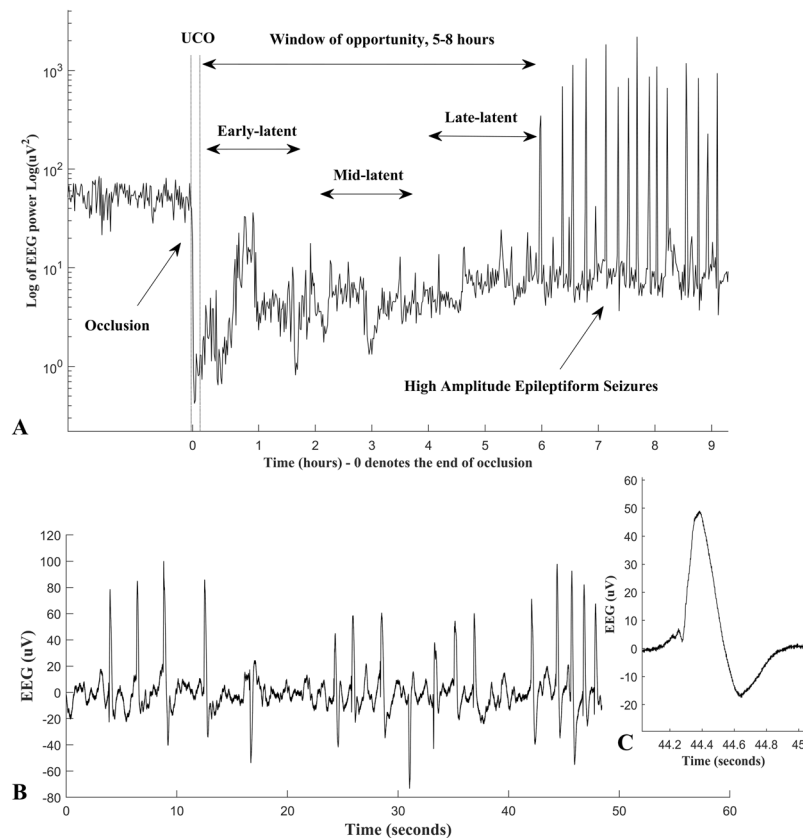 A
UCO
Window of opportunity, 5-8 hours
Early-latent
Mid-latent
Late-latent
Occlusion
High Amplitude Epileptiform Seizures
Log of EEG power Log(uV²)
10³
10²
10¹
10⁰
0 1 2 3 4 5 6 7 8 9
Time (hours) - 0 denotes the end of occlusion
B
EEG (uV)
120
100
80
60
40
20
0
-20
-40
-60
-80
0 10 20 30 40 50 60
Time (seconds)
C
EEG (uV)
60
50
40
30
20
10
0
-10
-20
44.2 44.4 44.6 44.8 45
Time (seconds)